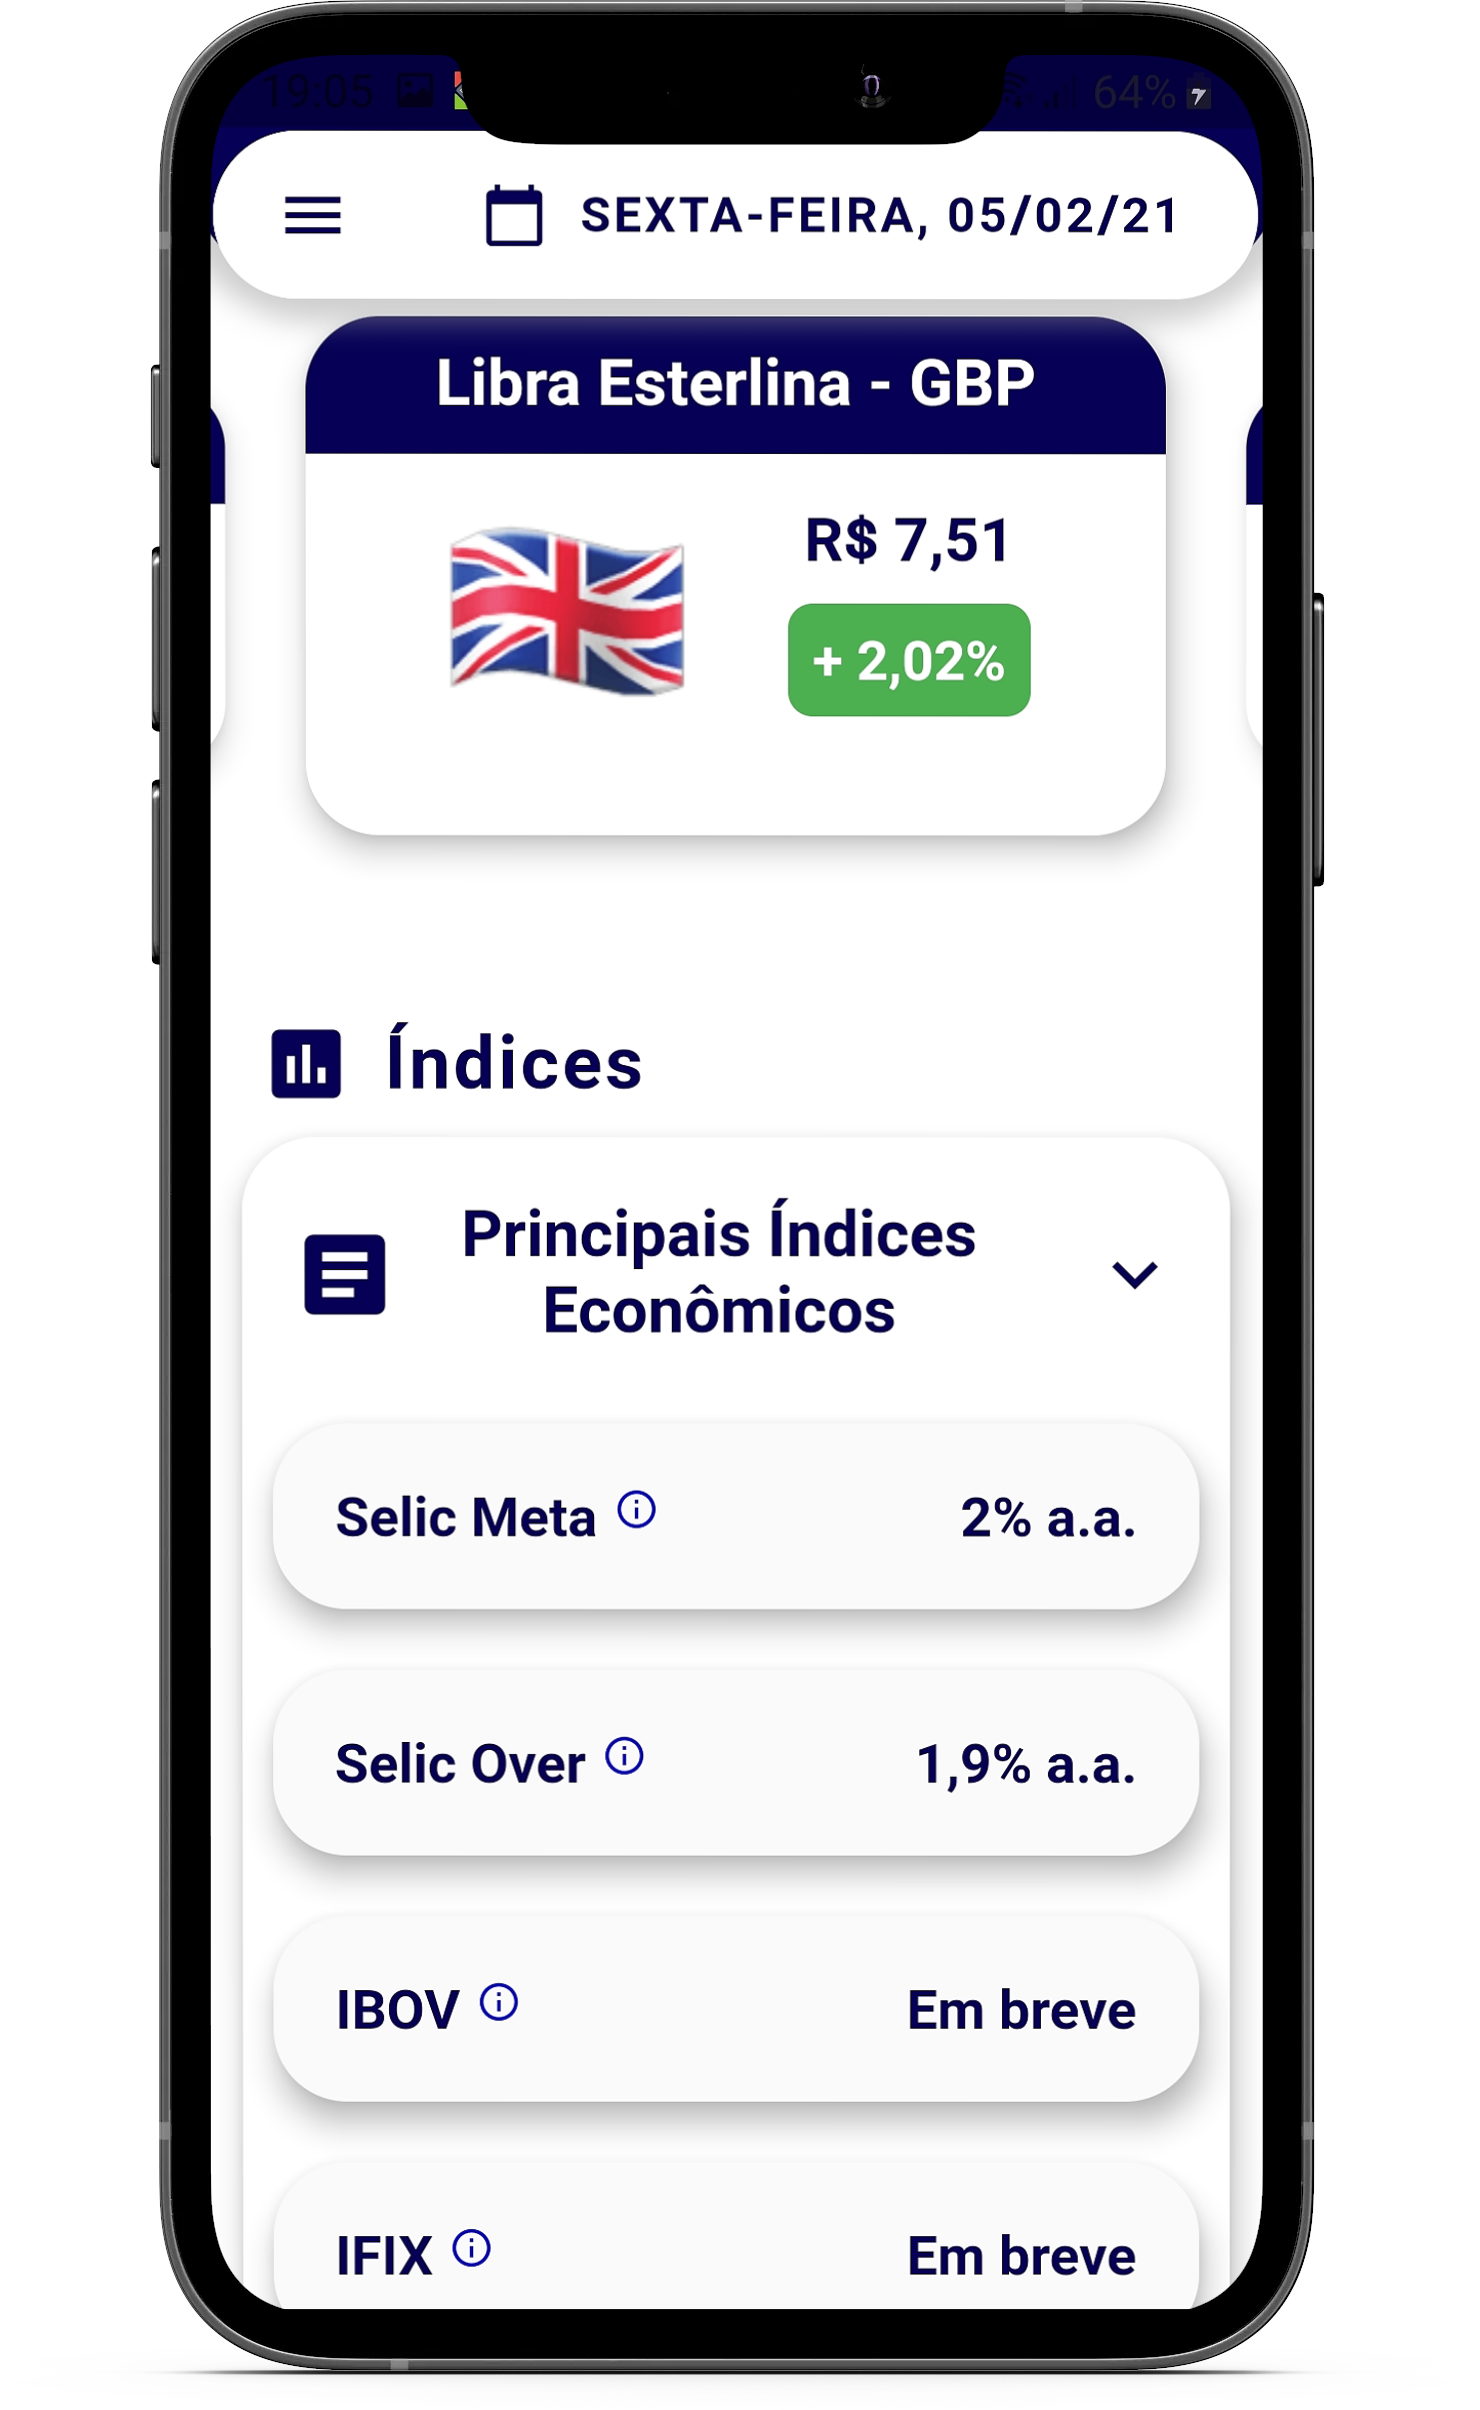 19:05 64%
SEXTA-FEIRA, 05/02/21
Libra Esterlina - GBP
R$ 7,51
+ 2,02%
Índices
Principais Índices
Econômicos
Selic Meta 2% a.a.
Selic Over 1,9% a.a.
IBOV Em breve
IFIX Em breve